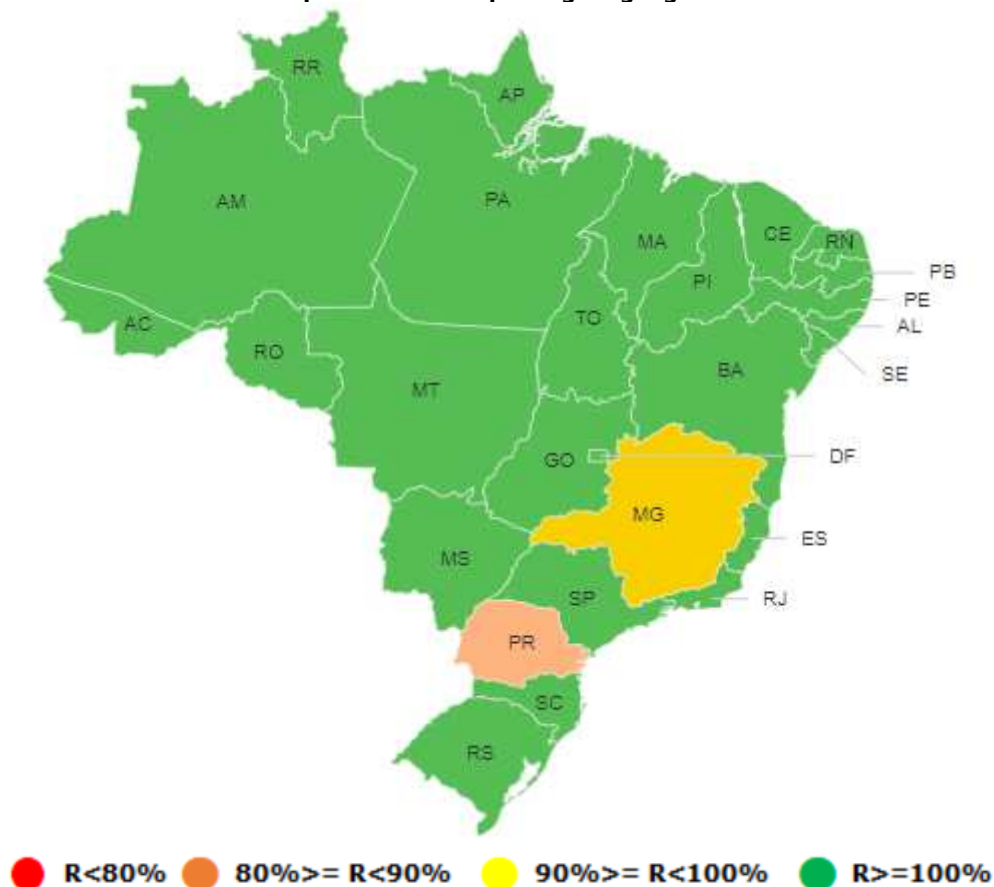 RR
AP
AM
PA
MA
CE
RN
PB
PI
PE
TO
AC
AL
RO
BA
SE
MT
GO
DF
MG
ES
MS
SP
RJ
PR
SC
RS
R<80% 80%>= R<90% 90%>= R<100% R>=100%